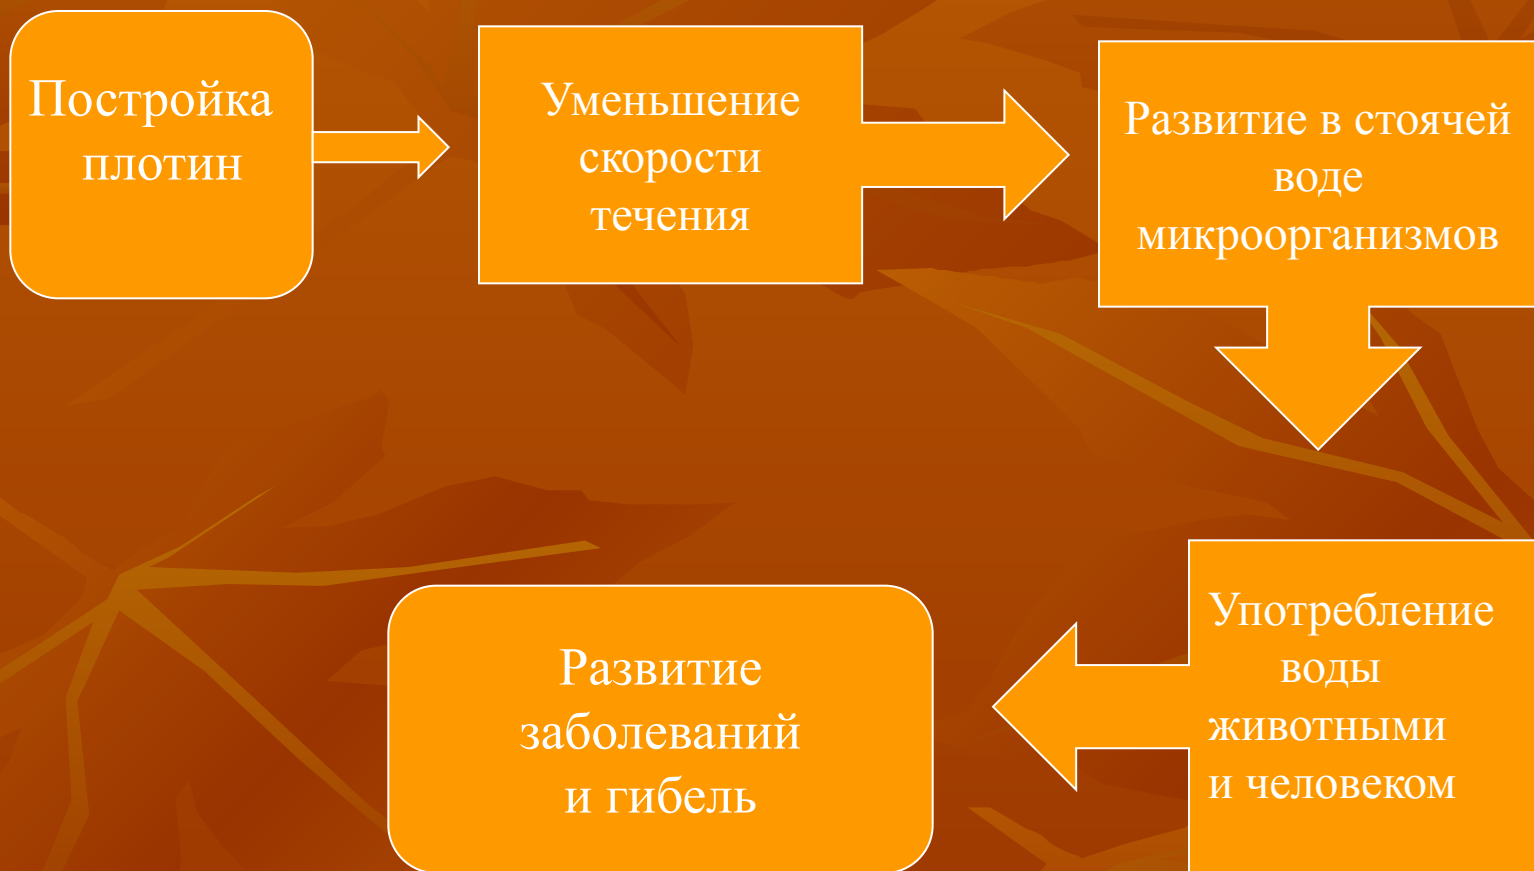 Постройка
плотин
Уменьшение
скорости
течения
Развитие в стоячей
воде
микроорганизмов
Употребление
воды
животными
и человеком
Развитие
заболеваний
и гибель